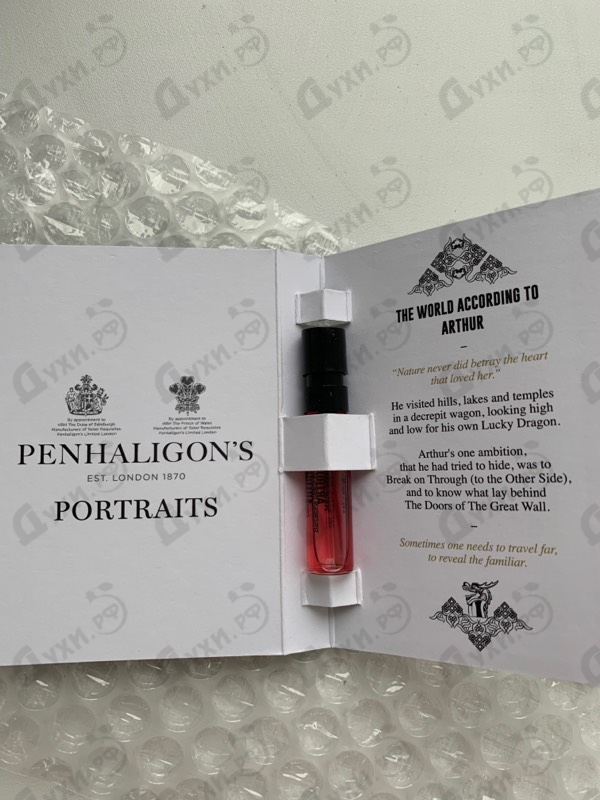 By appointment to
HRH The Duke of Edinburgh
Manufacturers of Toilet Requisites
Penhaligon's Limited London
By appointment to
HRH The Prince of Wales
Manufacturers of Toilet Requisites
Penhaligon's Limited London
PENHALIGON'S
EST. LONDON 1870
PORTRAITS
THE WORLD ACCORDING TO
ARTHUR
"Nature never did betray the heart
that loved her."
He visited hills, lakes and temples
in a decrepit wagon, looking high
and low for his own Lucky Dragon.
Arthur's one ambition,
that he had tried to hide, was to
Break on Through (to the Other Side),
and to know what lay behind
The Doors of The Great Wall.
Sometimes one needs to travel far,
to reveal the familiar.
Духи.РФ